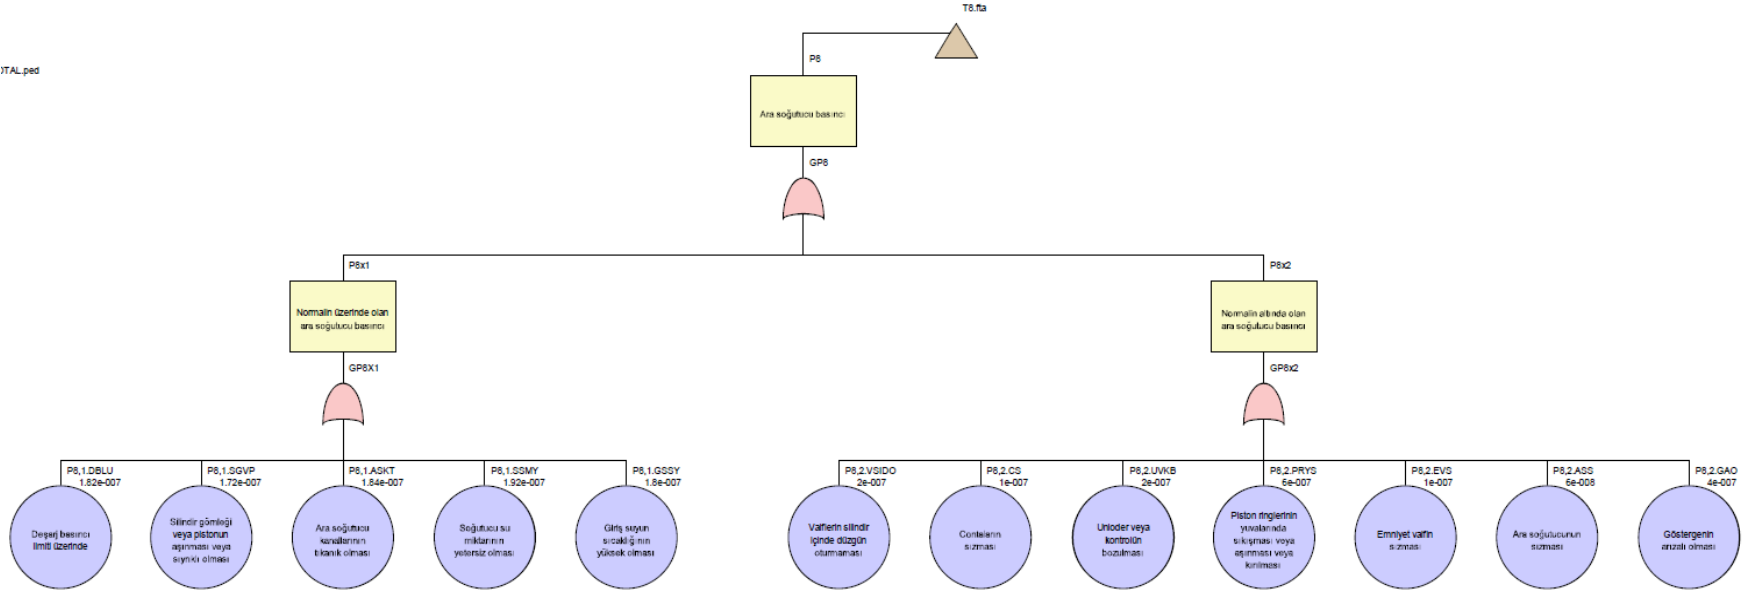 T8.fta
P8
)TAL.ped
Ara soğutucu basıncı
GP8
P8x1
P8x2
Normalin üzerinde olan
ara soğutucu basıncı
Normalin altında olan
ara soğutucu basıncı
GP8X1
GP8x2
P8,1.DBLU
1.82e-007
P8,1.SGVP
1.72e-007
P8,1.ASKT
1.84e-007
P8,1.SSMY
1.92e-007
P8,1.GSSY
1.8e-007
P8,2.VSIDO
2e-007
P8,2.CS
1e-007
P8,2.UVKB
2e-007
P8,2.PRYS
6e-007
P8,2.EVS
1e-007
P8,2.ASS
6e-008
P8,2.GAO
4e-007
Deşarj basıncı
limiti üzerinde
Silindir gömleği
veya pistonun
aşınması veya
sıyrıklı olması
Ara soğutucu
kanallarının
tıkanık olması
Soğutucu su
miktarının
yetersiz olması
Giriş suyun
sıcaklığının
yüksek olması
Valflerin silindir
içinde düzgün
oturmaması
Contaların
sızması
Unloder veya
kontrolün
bozulması
Piston ringlerinin
yuvalarında
sıkışması veya
aşınması veya
kırılması
Emniyet valfin
sızması
Ara soğutucunun
sızması
Göstergenin
arızalı olması